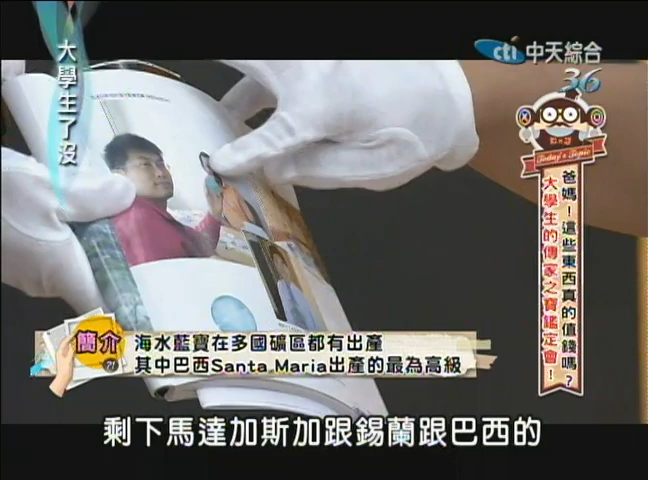 大學生了沒
cti 中天綜合
36
Today's Topic
爸媽！這些東西真的值錢嗎？
大學生的傳家之寶鑑定會！
簡介
海水藍寶在多國礦區都有出產
其中巴西Santa Maria出產的最為高級
剩下馬達加斯加跟錫蘭跟巴西的